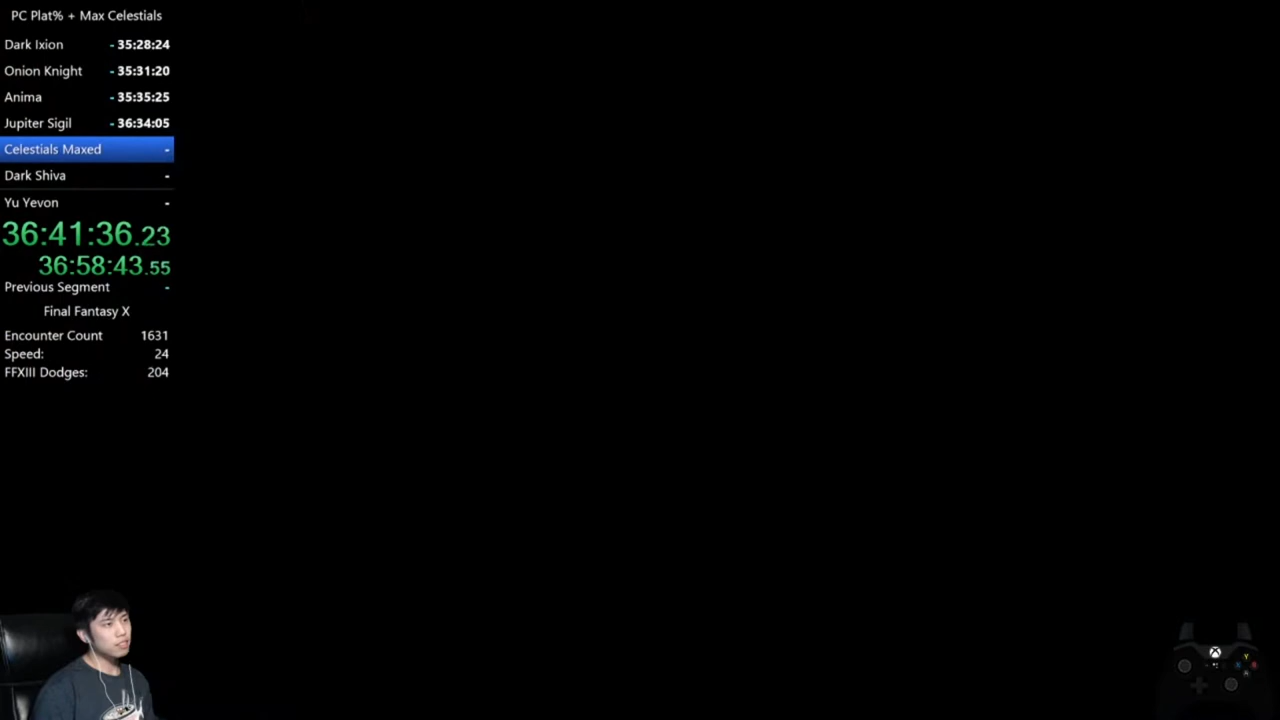 PC Plat% + Max Celestials
Dark Ixion - 35:28:24
Onion Knight - 35:31:20
Anima - 35:35:25
Jupiter Sigil - 36:34:05
Celestials Maxed -
Dark Shiva -
Yu Yevon -
36:41:36.23
36:58:43.55
Previous Segment -
Final Fantasy X
Encounter Count 1631
Speed: 24
FFXIII Dodges: 204